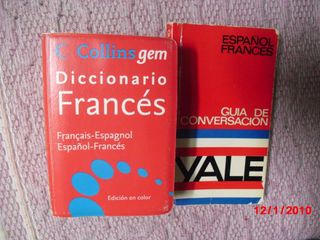 Collins gem
Diccionario
Francés
Français-Espagnol
Español-Francés
Edición en color
ESPAÑOL
FRANCES
GUIA DE
CONVERSACION
YALE
12/1/2010